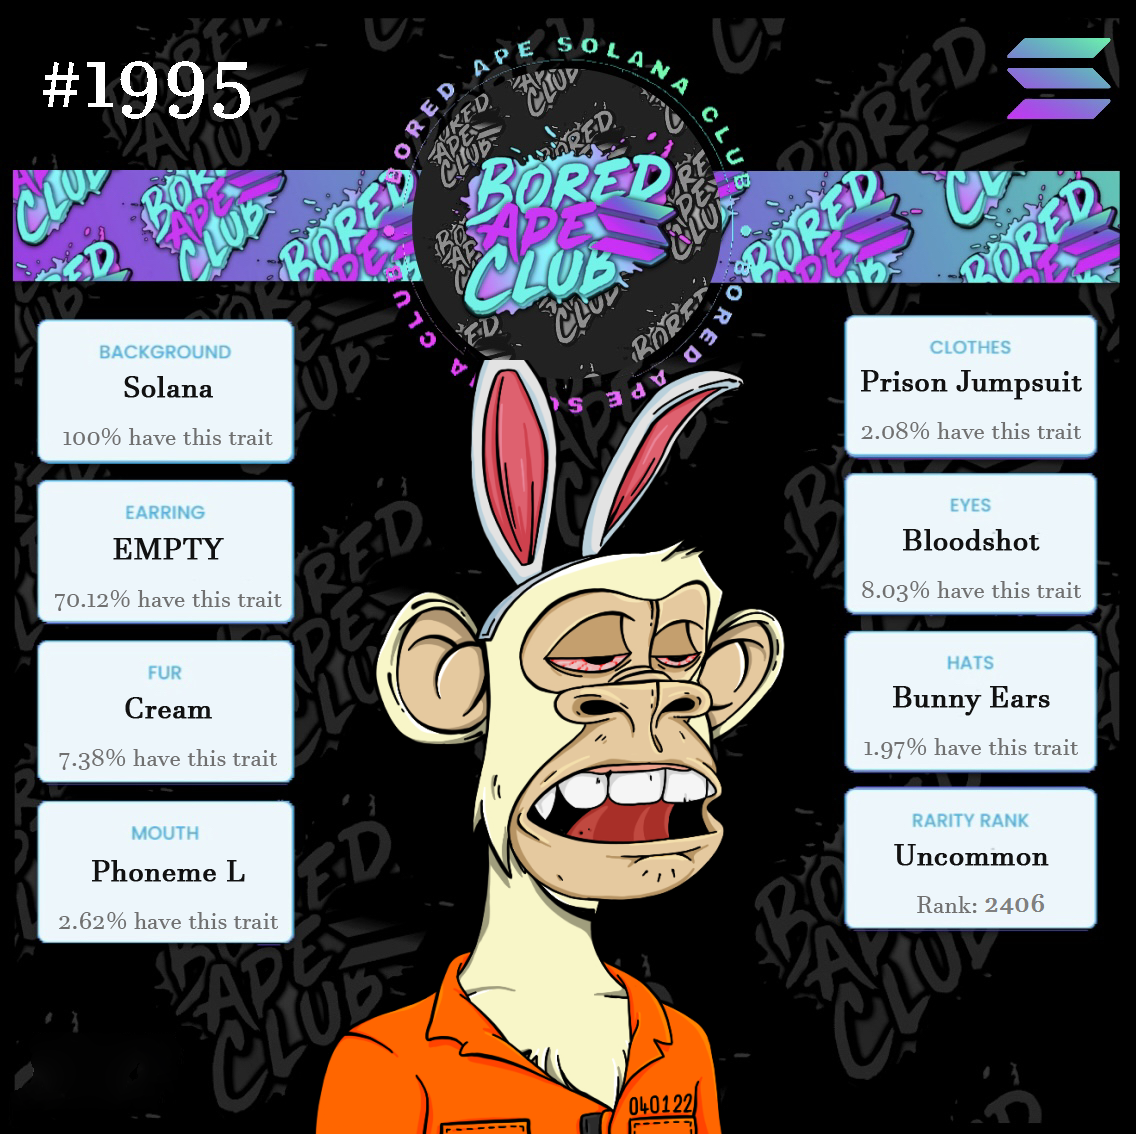 #1995
BORED APE SOLANA CLUB
BORED
APE
CLUB
BACKGROUND
Solana
100% have this trait
EARRING
EMPTY
70.12% have this trait
FUR
Cream
7.38% have this trait
MOUTH
Phoneme L
2.62% have this trait
CLOTHES
Prison Jumpsuit
2.08% have this trait
EYES
Bloodshot
8.03% have this trait
HATS
Bunny Ears
1.97% have this trait
RARITY RANK
Uncommon
Rank: 2406
040122